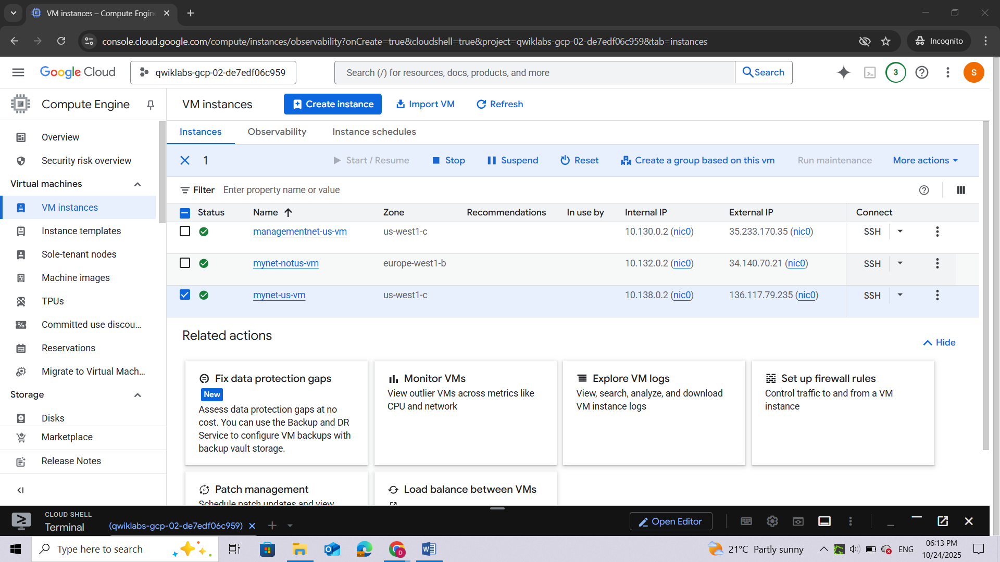 VM instances – Compute Engin
console.cloud.google.com/compute/instances/observability?onCreate=true&cloudshell=true&project=qwiklabs-gcp-02-de7edf06c959&tab=instances
Incognito
Google Cloud
qwiklabs-gcp-02-de7edf06c959
Search (/) for resources, docs, products, and more
Search
3
S
Compute Engine
VM instances
Create instance
Import VM
Refresh
Overview
Security risk overview
Virtual machines
VM instances
Instance templates
Sole-tenant nodes
Machine images
TPUs
Committed use discou...
Reservations
Migrate to Virtual Mach...
Storage
Disks
Marketplace
Release Notes
Instances
Observability
Instance schedules
1
Start / Resume
Stop
Suspend
Reset
Create a group based on this vm
Run maintenance
More actions
Filter
Enter property name or value
Status Name Zone Recommendations In use by Internal IP External IP Connect
managementnet-us-vm us-west1-c 10.130.0.2 (nic0) 35.233.170.35 (nic0) SSH
mynet-notus-vm europe-west1-b 10.132.0.2 (nic0) 34.140.70.21 (nic0) SSH
mynet-us-vm us-west1-c 10.138.0.2 (nic0) 136.117.79.235 (nic0) SSH
Related actions
Hide
Fix data protection gaps
New
Assess data protection gaps at no
cost. You can use the Backup and DR
Service to configure VM backups with
backup vault storage.
Monitor VMs
View outlier VMs across metrics like
CPU and network
Explore VM logs
View, search, analyze, and download
VM instance logs
Set up firewall rules
Control traffic to and from a VM
instance
Patch management
Schedule patch updates and view
Load balance between VMs
CLOUD SHELL
Terminal
(qwiklabs-gcp-02-de7edf06c959)
Open Editor
Type here to search
21°C Partly sunny
ENG
06:13 PM
10/24/2025